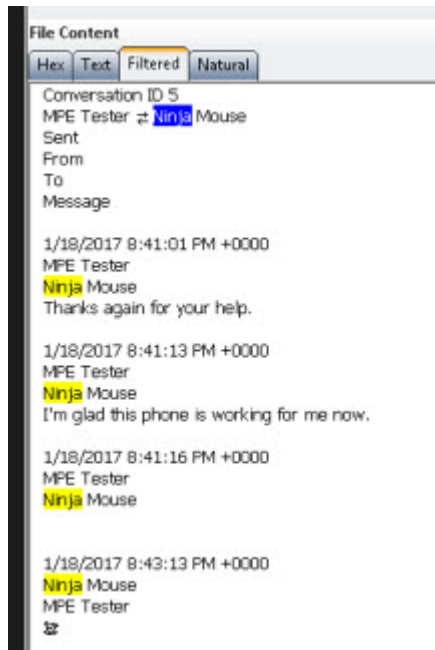 File Content
Hex Text Filtered Natural
Conversation ID 5
MPE Tester ⇄ Ninja Mouse
Sent
From
To
Message
1/18/2017 8:41:01 PM +0000
MPE Tester
Ninja Mouse
Thanks again for your help.
1/18/2017 8:41:13 PM +0000
MPE Tester
Ninja Mouse
I'm glad this phone is working for me now.
1/18/2017 8:41:16 PM +0000
MPE Tester
Ninja Mouse
1/18/2017 8:43:13 PM +0000
Ninja Mouse
MPE Tester